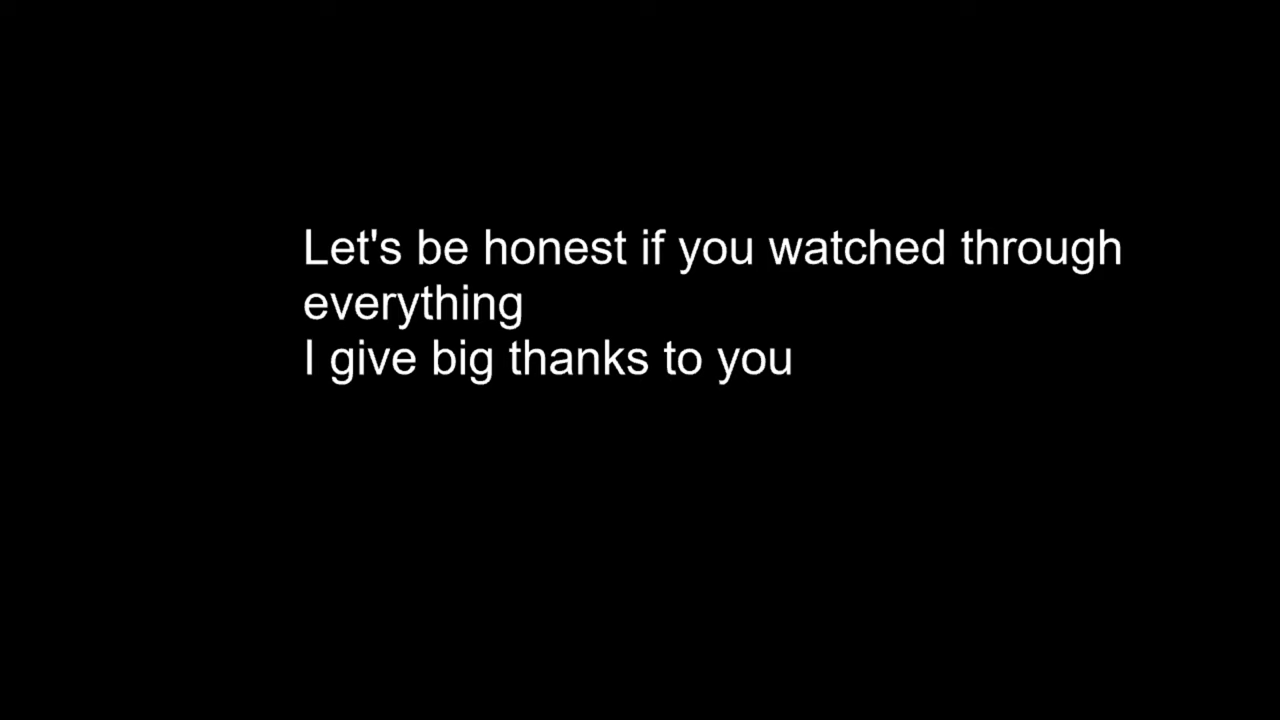 Let's be honest if you watched through
everything
I give big thanks to you